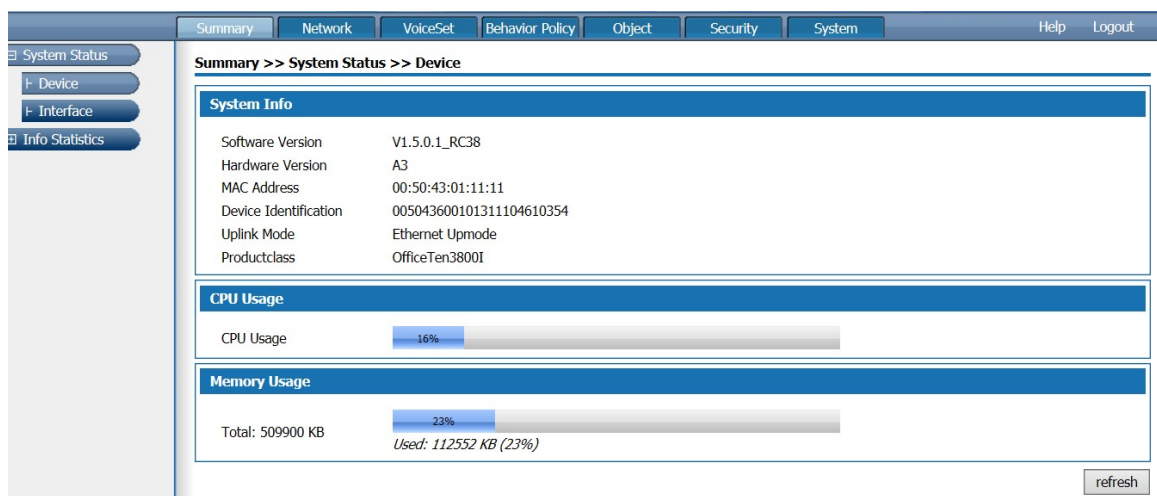 Summary Network VoiceSet Behavior Policy Object Security System Help Logout
System Status
Device
Interface
Info Statistics
Summary >> System Status >> Device
System Info
Software Version V1.5.0.1_RC38
Hardware Version A3
MAC Address 00:50:43:01:11:11
Device Identification 005043600101311104610354
Uplink Mode Ethernet Upmode
Productclass OfficeTen3800I
CPU Usage
CPU Usage 16%
Memory Usage
Total: 509900 KB 23%
Used: 112552 KB (23%)
refresh